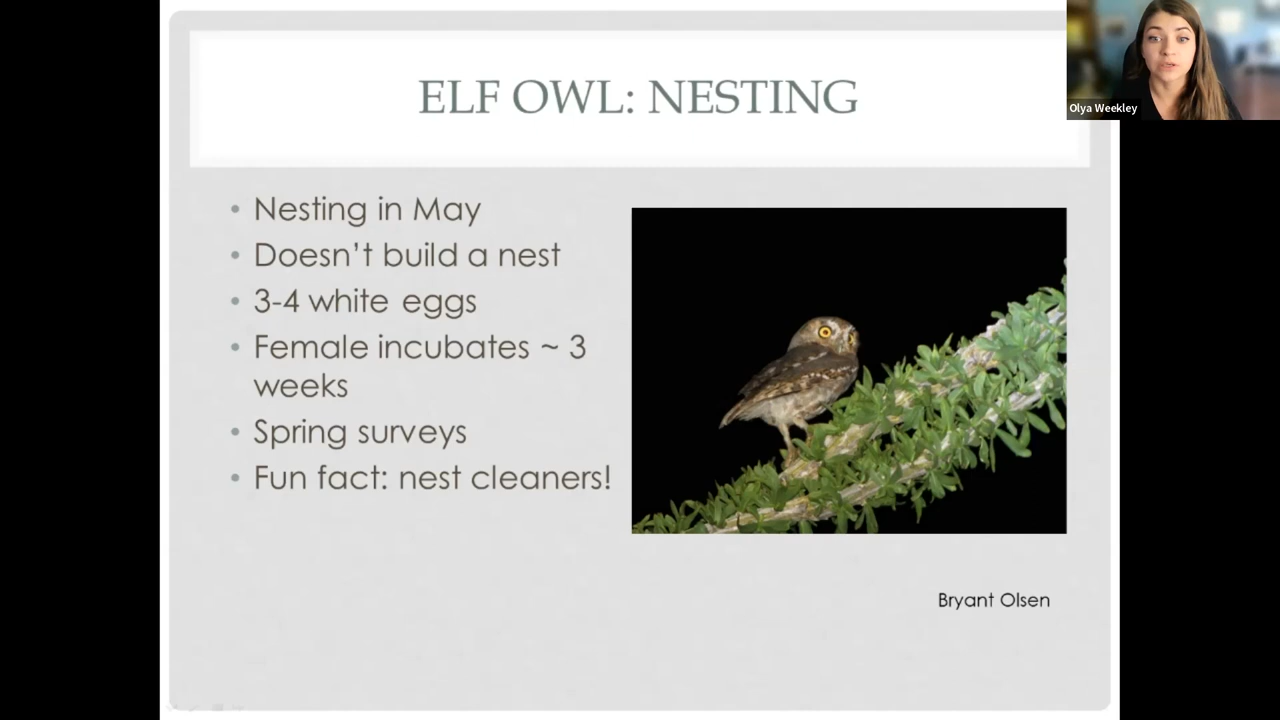 ELF OWL: NESTING
Olya Weekley
• Nesting in May
• Doesn't build a nest
• 3-4 white eggs
• Female incubates ~ 3
weeks
• Spring surveys
• Fun fact: nest cleaners!
Bryant Olsen